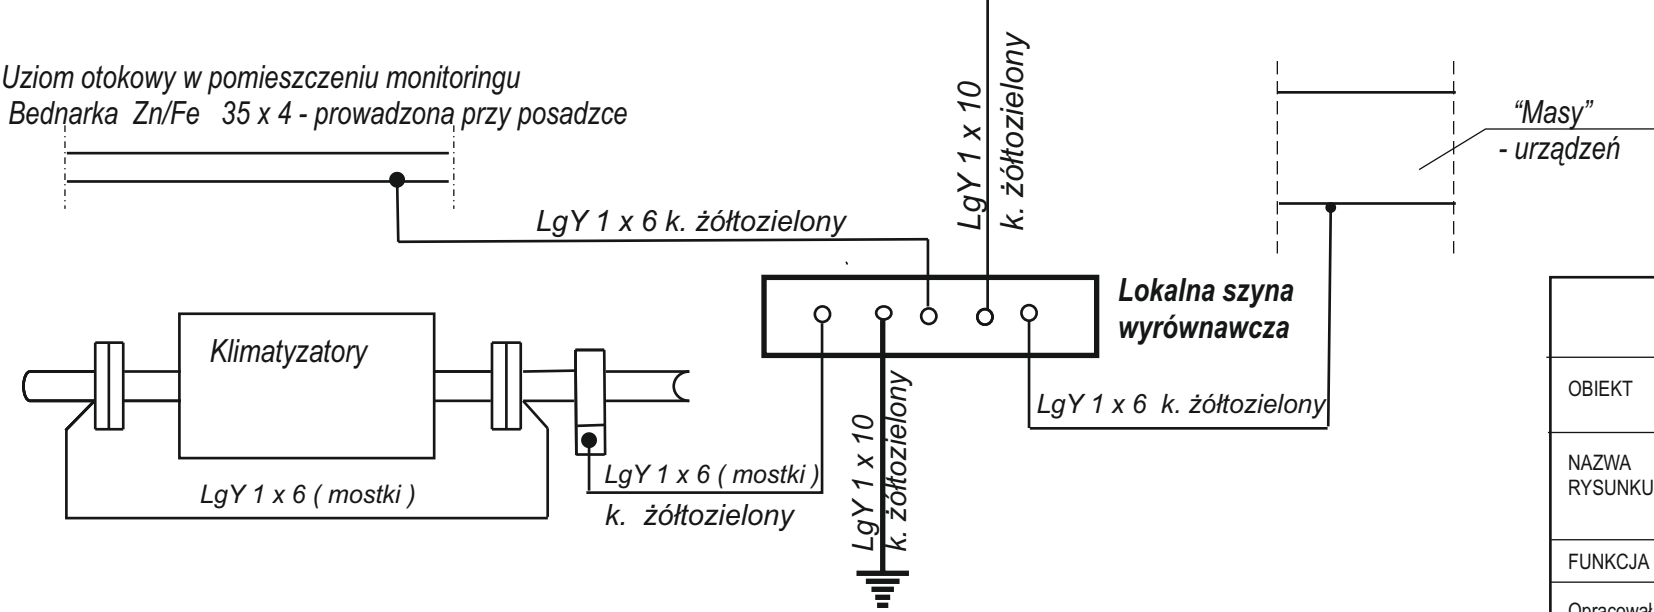 Uziom otokowy w pomieszczeniu monitoringu
Bednarka Zn/Fe 35 x 4 - prowadzona przy posadzce
LgY 1 x 6 k. żółtozielony
LgY 1 x 10
k. żółtozielony
“Masy”
- urządzeń
Lokalna szyna
wyrównawcza
Klimatyzatory
LgY 1 x 6 ( mostki )
LgY 1 x 6 ( mostki )
k. żółtozielony
LgY 1 x 10
k. żółtozielony
LgY 1 x 6 k. żółtozielony
OBIEKT
NAZWA
RYSUNKU
FUNKCJA
Opracował